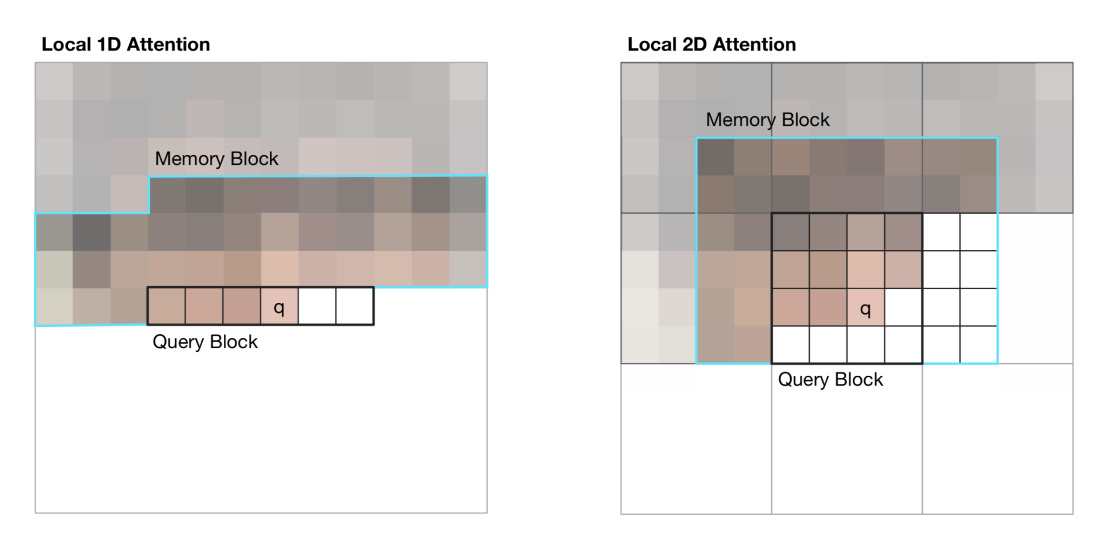 Local 1D Attention
Memory Block
q
Query Block
Local 2D Attention
Memory Block
q
Query Block